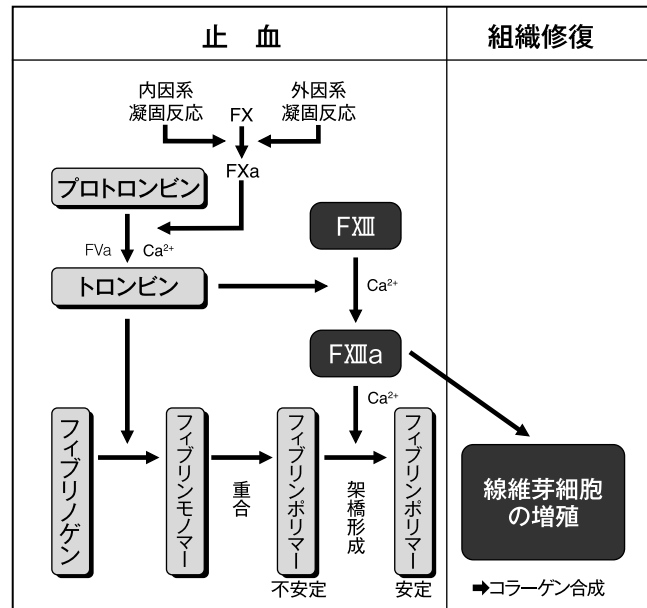 止 血
組織修復
内因系
凝固反応
外因系
凝固反応
FX
FXa
プロトロンビン
FVa
Ca²⁺
トロンビン
FⅩⅢ
Ca²⁺
FⅩⅢa
Ca²⁺
フィブリノゲン
フィブリンモノマー
重合
フィブリンポリマー
不安定
架橋形成
フィブリンポリマー
安定
線維芽細胞
の増殖
➡コラーゲン合成